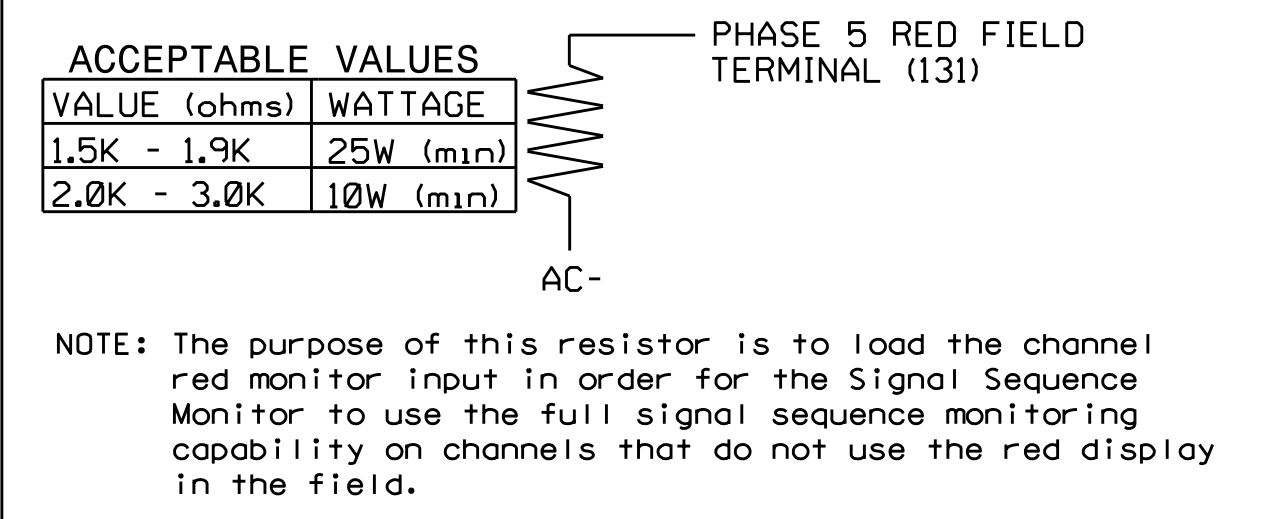 ACCEPTABLE VALUES
VALUE (ohms) WATTAGE
1.5K - 1.9K 25W (min)
2.0K - 3.0K 10W (min)
PHASE 5 RED FIELD
TERMINAL (131)
AC-
NOTE: The purpose of this resistor is to load the channel
red monitor input in order for the Signal Sequence
Monitor to use the full signal sequence monitoring
capability on channels that do not use the red display
in the field.